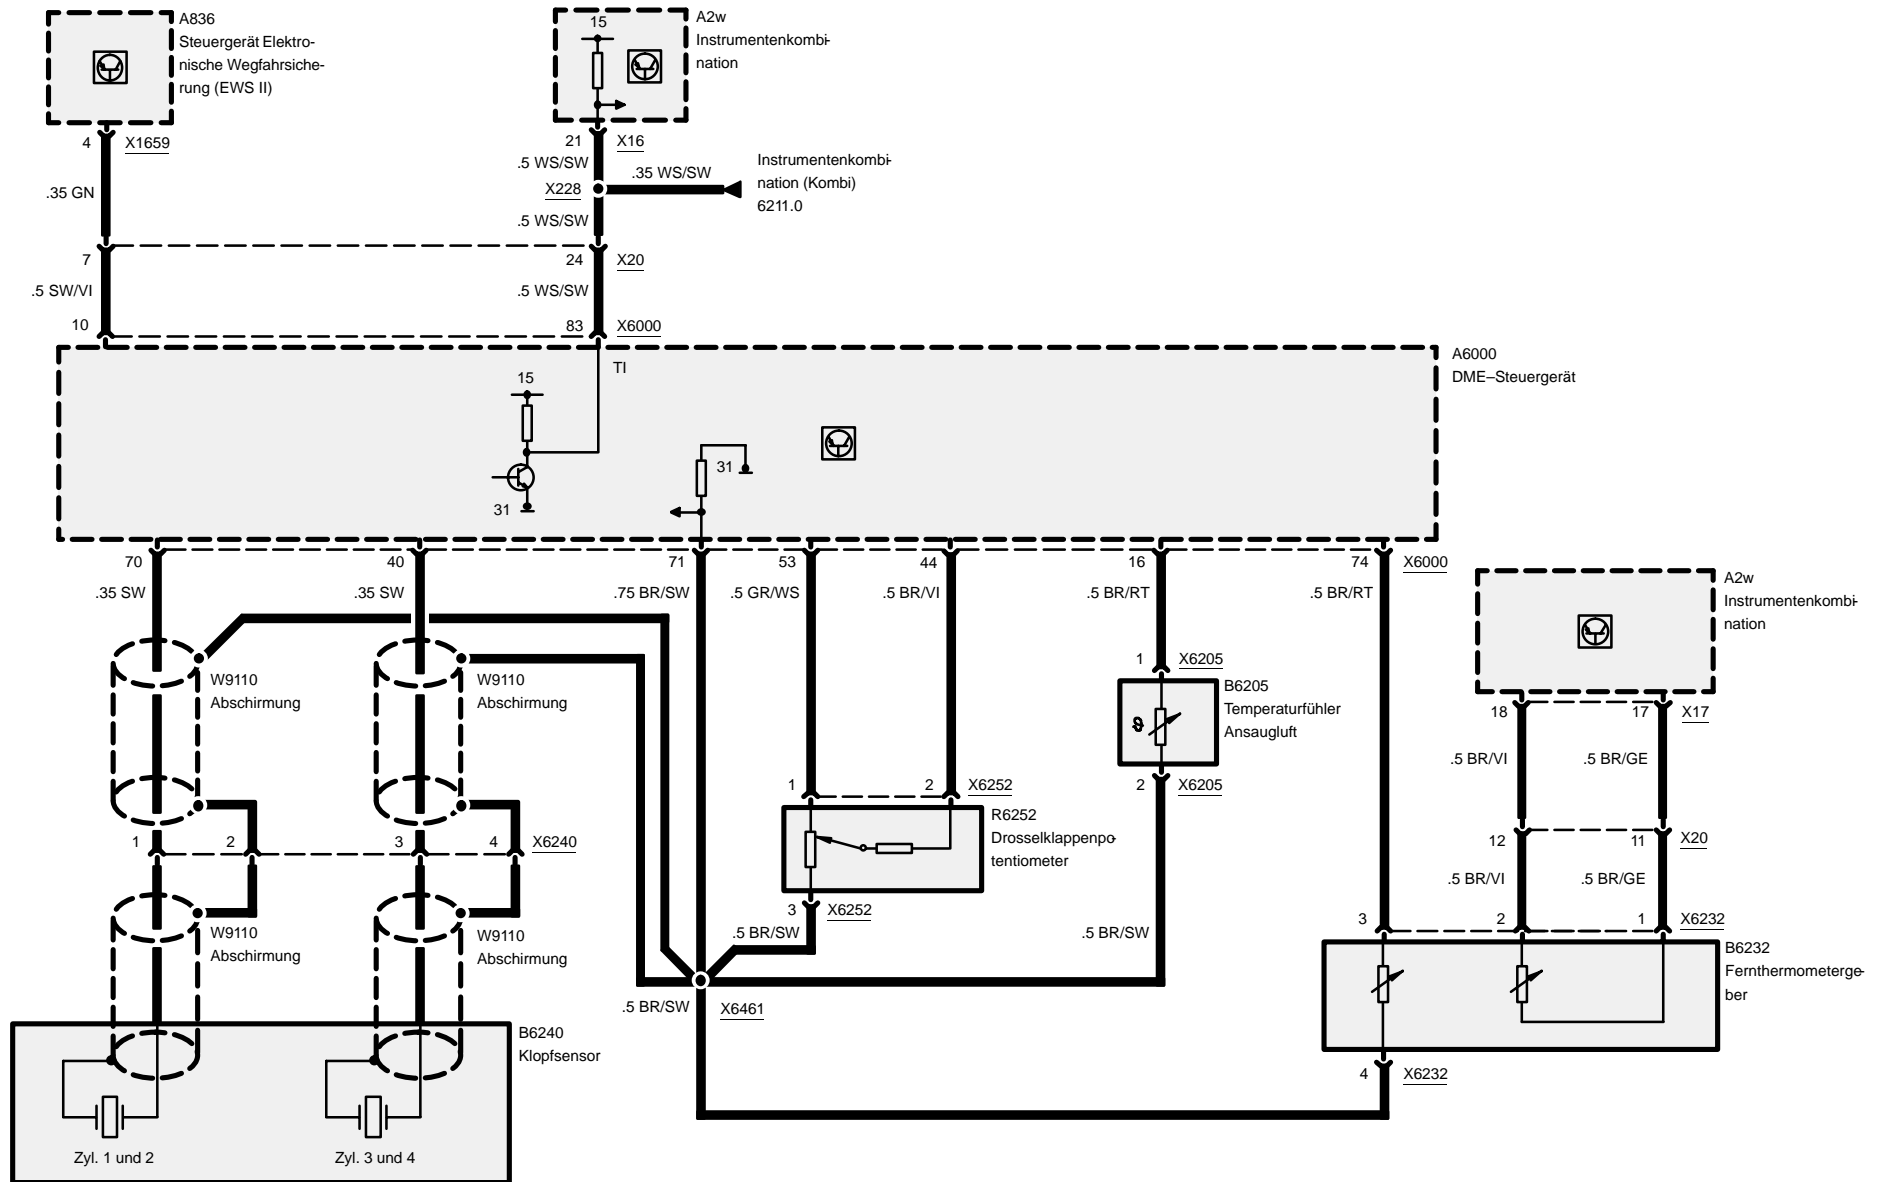 A836
Steuergerät Elektro-
nische Wegfahrsiche-
rung (EWS II)
15
A2w
Instrumentenkombi-
nation
4
X1659
21
X16
.5 WS/SW
.35 GN
X228
.35 WS/SW
Instrumentenkombi-
nation (Kombi)
6211.0
.5 WS/SW
7
24
X20
.5 SW/VI
.5 WS/SW
10
83
X6000
TI
A6000
DME–Steuergerät
15
31
31
70
40
71
53
44
16
74
X6000
.35 SW
.35 SW
.75 BR/SW
.5 GR/WS
.5 BR/VI
.5 BR/RT
.5 BR/RT
A2w
Instrumentenkombi-
nation
W9110
Abschirmung
W9110
Abschirmung
1
X6205
B6205
Temperaturfühler
Ansaugluft
ϑ
18
17
X17
.5 BR/VI
.5 BR/GE
1
2
X6252
2
X6205
R6252
Drosselklappenpo-
tentiometer
1
2
3
4
X6240
12
11
X20
.5 BR/VI
.5 BR/GE
3
X6252
3
2
1
X6232
W9110
Abschirmung
W9110
Abschirmung
.5 BR/SW
.5 BR/SW
B6232
Fernthermometerge-
ber
.5 BR/SW
X6461
B6240
Klopfsensor
4
X6232
Zyl. 1 und 2
Zyl. 3 und 4